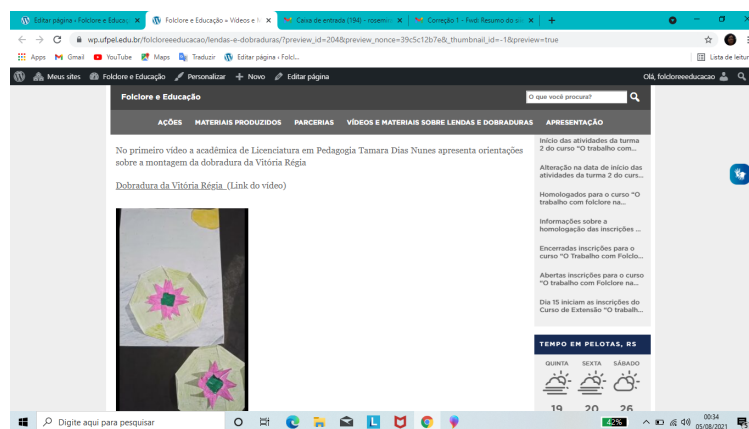 Editar página ‹ Folclore e Educaç
Folclore e Educação » Vídeos e M
Caixa de entrada (194) - rosemir
Correção 1 - Fwd: Resumo do sim
wp.ufpel.edu.br/folcloreeeducacao/lendas-e-dobraduras/?preview_id=204&preview_nonce=39c5c12b7e&_thumbnail_id=-1&preview=true
Apps Gmail YouTube Maps Traduzir Editar página ‹ Folcl... Lista de leitur
Meus sites Folclore e Educação Personalizar Novo Editar página Olá, folcloreeeducacao
Folclore e Educação
O que você procura?
AÇÕES MATERIAIS PRODUZIDOS PARCERIAS VÍDEOS E MATERIAIS SOBRE LENDAS E DOBRADURAS APRESENTAÇÃO
No primeiro vídeo a acadêmica de Licenciatura em Pedagogia Tamara Dias Nunes apresenta orientações
sobre a montagem da dobradura da Vitória Régia
Dobradura da Vitória Régia (Link do vídeo)
Início das atividades da turma
2 do curso "O trabalho com...
Alteração na data de início das
atividades da turma 2 do curs...
Homologados para o curso "O
trabalho com folclore na...
Informações sobre a
homologação das inscrições ...
Encerradas inscrições para o
curso "O Trabalho com Folclo...
Abertas inscrições para o curso
"O trabalho com Folclore na...
Dia 15 iniciam as inscrições do
Curso de Extensão "O trabalh...
TEMPO EM PELOTAS, RS
QUINTA SEXTA SÁBADO
19 20 26
Digite aqui para pesquisar
42%
00:34
05/08/2021